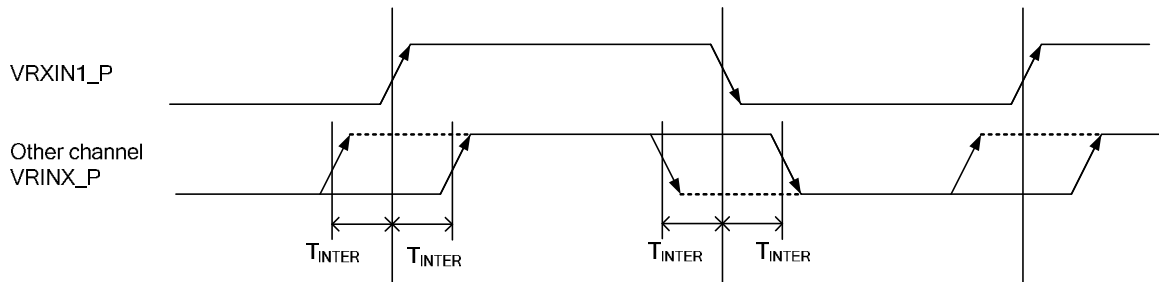 VRXIN1_P
Other channel
VRINX_P
TINTER
TINTER
TINTER
TINTER